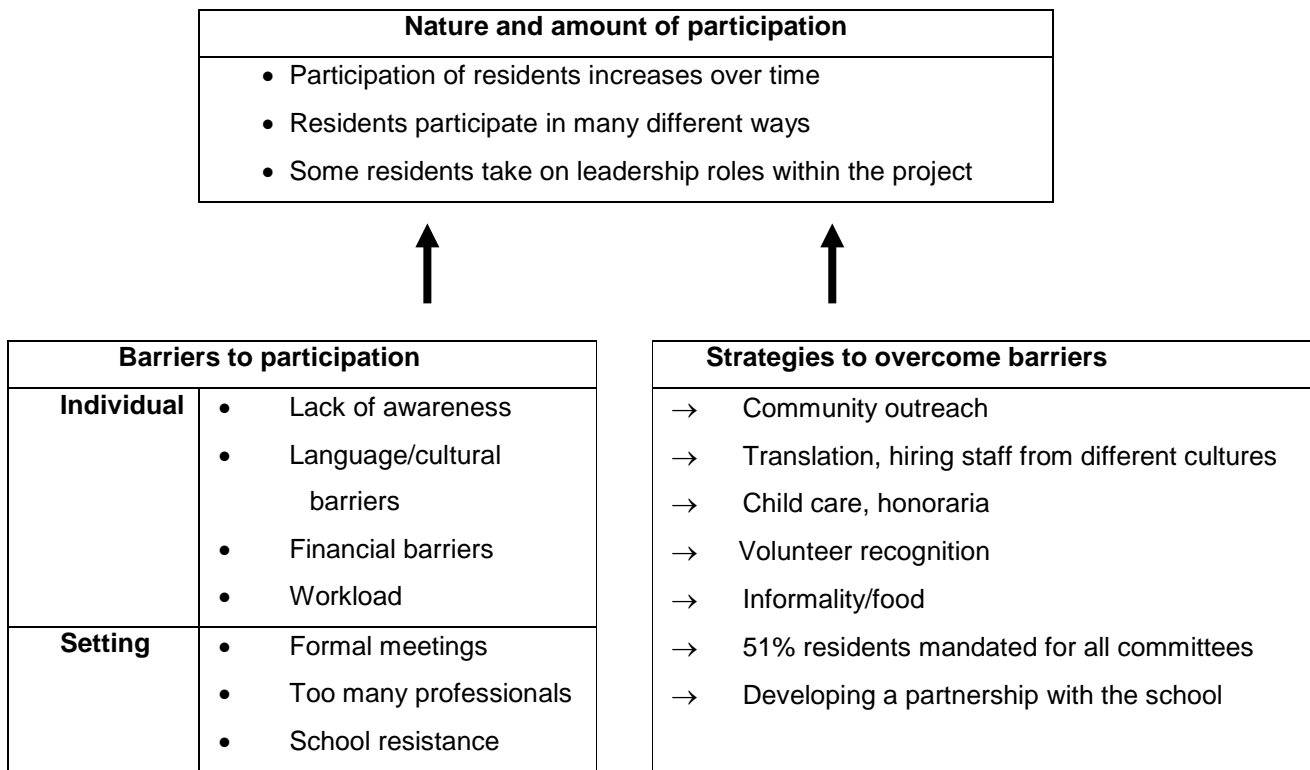 Nature and amount of participation
• Participation of residents increases over time
• Residents participate in many different ways
• Some residents take on leadership roles within the project
Barriers to participation
Individual
• Lack of awareness
• Language/cultural
barriers
• Financial barriers
• Workload
Setting
• Formal meetings
• Too many professionals
• School resistance
Strategies to overcome barriers
→ Community outreach
→ Translation, hiring staff from different cultures
→ Child care, honoraria
→ Volunteer recognition
→ Informality/food
→ 51% residents mandated for all committees
→ Developing a partnership with the school